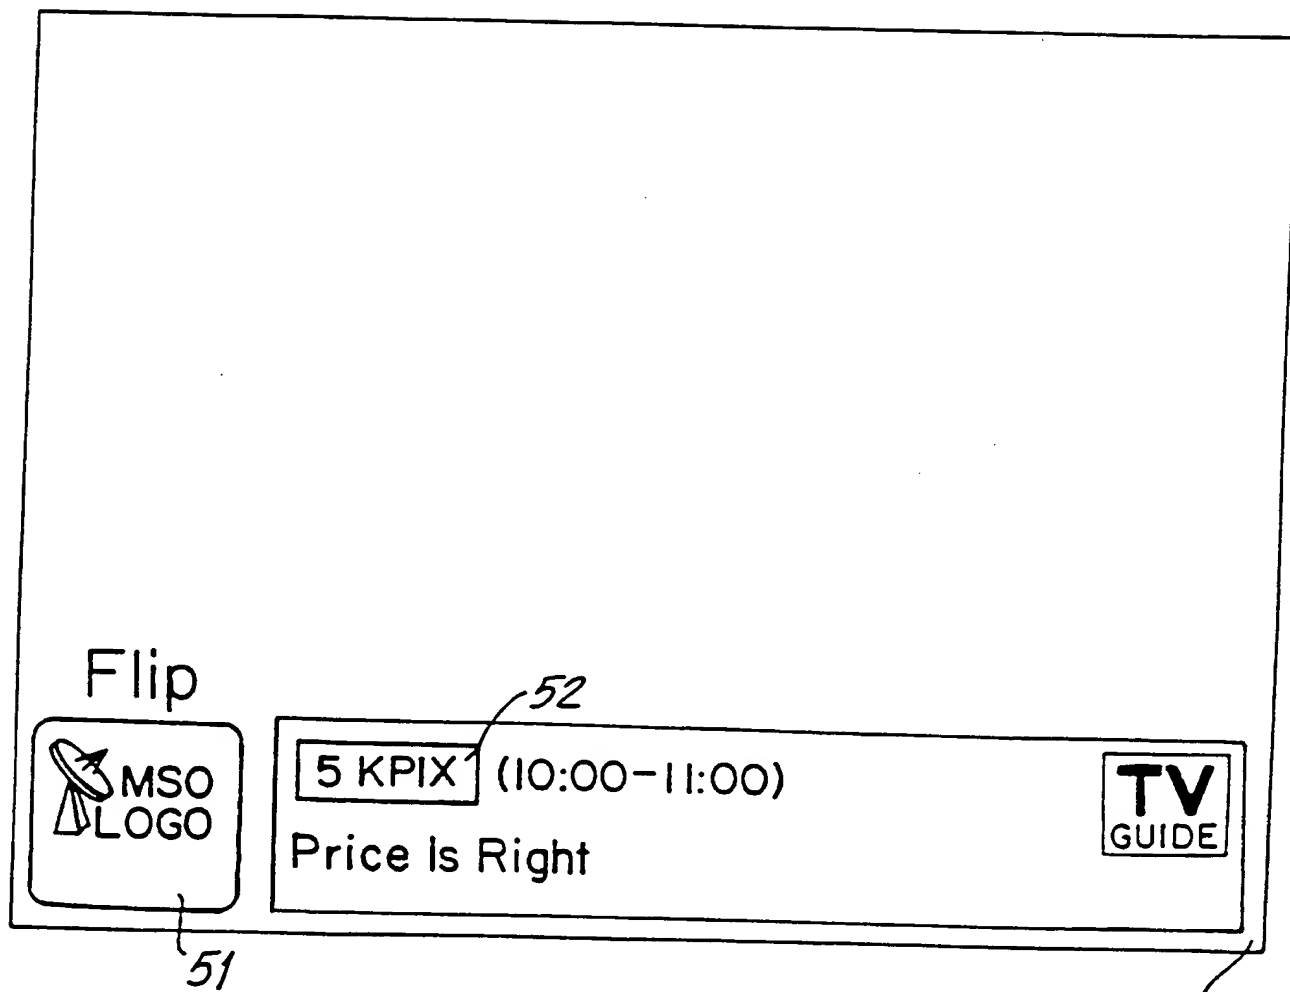 Flip
52
MSO
LOGO
5 KPIX (10:00-11:00)
Price Is Right
TV
GUIDE
51